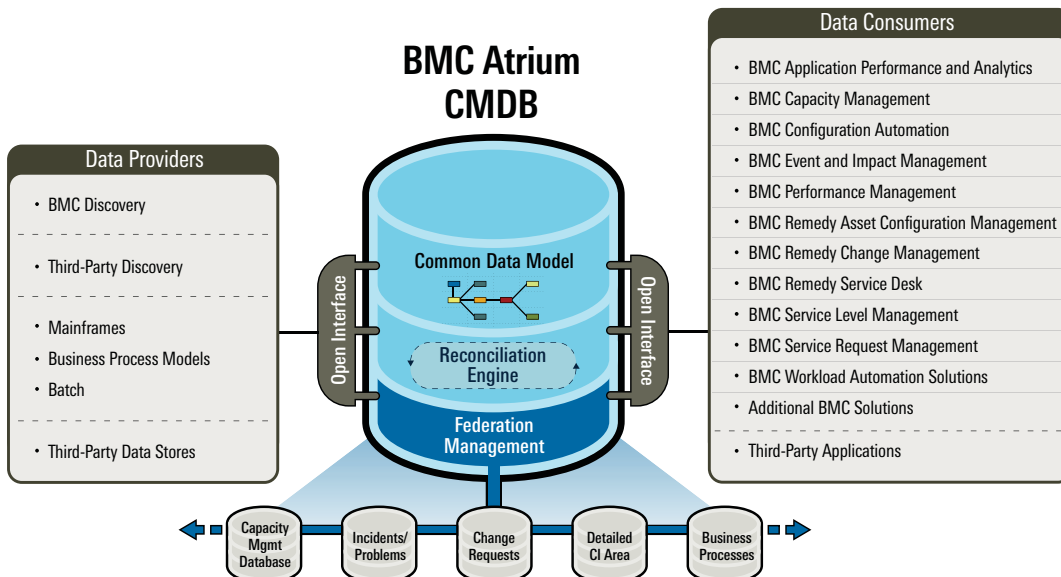 BMC Atrium
CMDB
Data Providers
• BMC Discovery
• Third-Party Discovery
• Mainframes
• Business Process Models
• Batch
• Third-Party Data Stores
Open Interface
Common Data Model
Reconciliation
Engine
Federation
Management
Open Interface
Data Consumers
• BMC Application Performance and Analytics
• BMC Capacity Management
• BMC Configuration Automation
• BMC Event and Impact Management
• BMC Performance Management
• BMC Remedy Asset Configuration Management
• BMC Remedy Change Management
• BMC Remedy Service Desk
• BMC Service Level Management
• BMC Service Request Management
• BMC Workload Automation Solutions
• Additional BMC Solutions
• Third-Party Applications
Capacity
Mgmt
Database
Incidents/
Problems
Change
Requests
Detailed
CI Area
Business
Processes